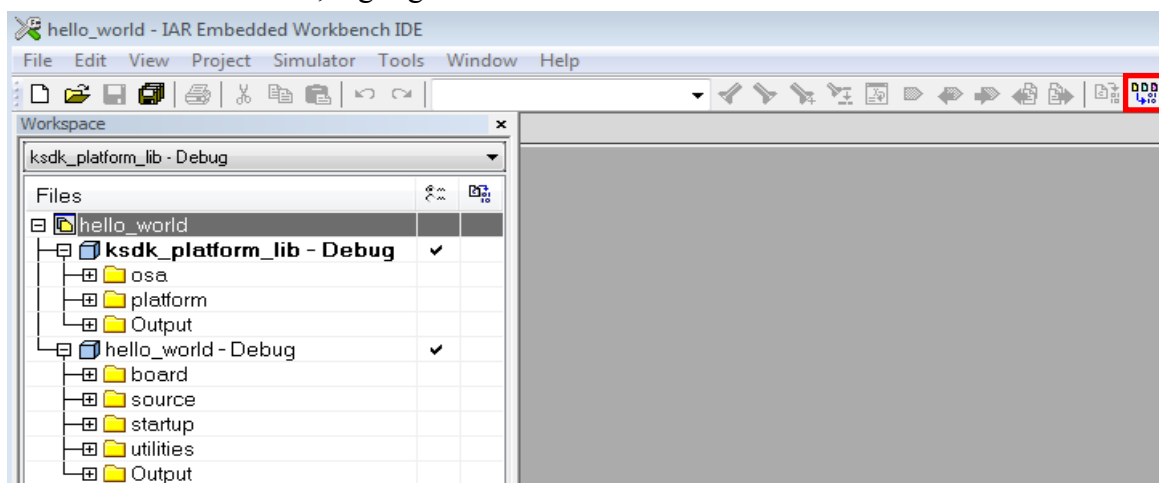 hello_world - IAR Embedded Workbench IDE
File Edit View Project Simulator Tools Window Help
Workspace
ksdk_platform_lib - Debug
Files
hello_world
ksdk_platform_lib - Debug
osa
platform
Output
hello_world - Debug
board
source
startup
utilities
Output